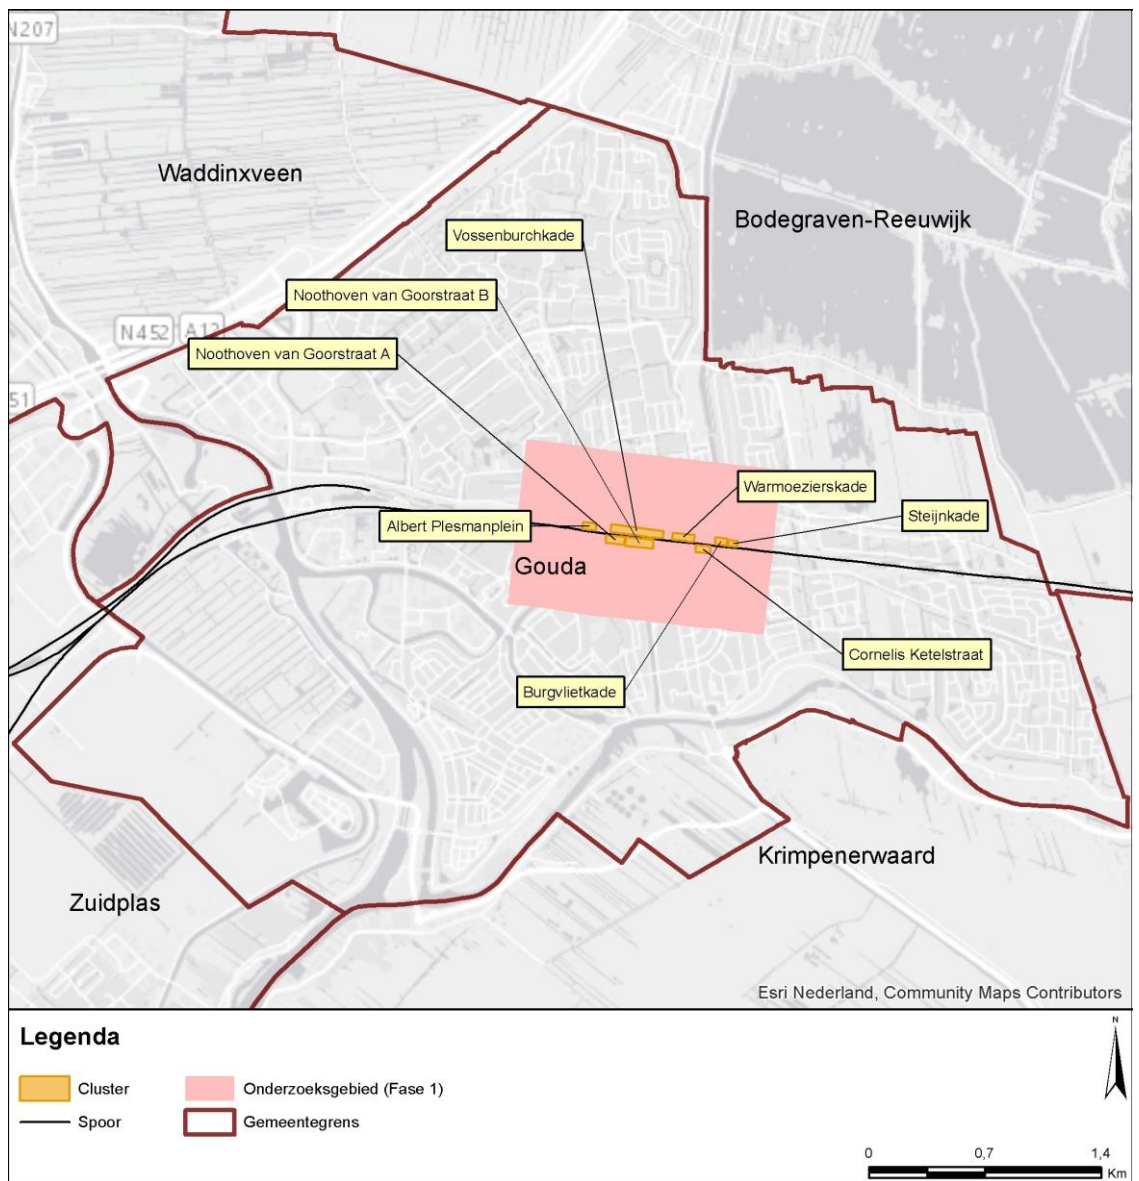 N207
Waddinxveen
Bodegraven-Reeuwijk
Vossenburchkade
Noothoven van Goorstraat B
N452
A12
Noothoven van Goorstraat A
51
Warmoezierskade
Albert Plesmanplein
Steijnkade
Gouda
Cornelis Ketelstraat
Burgvlietkade
Krimpenerwaard
Zuidplas
Esri Nederland, Community Maps Contributors
Legenda
N
Cluster
Onderzoeksgebied (Fase 1)
Spoor
Gemeentegrens
0 0,7 1,4
Km